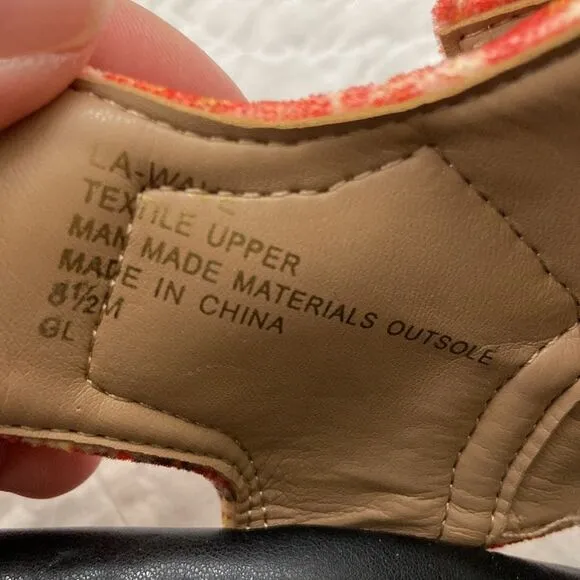 TEXTILE UPPER
MAN MADE MATERIALS OUTSOLE
MADE IN CHINA
8½M
GL